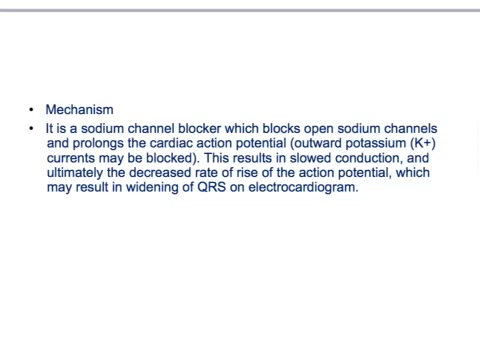 • Mechanism
• It is a sodium channel blocker which blocks open sodium channels
and prolongs the cardiac action potential (outward potassium (K+)
currents may be blocked). This results in slowed conduction, and
ultimately the decreased rate of rise of the action potential, which
may result in widening of QRS on electrocardiogram.